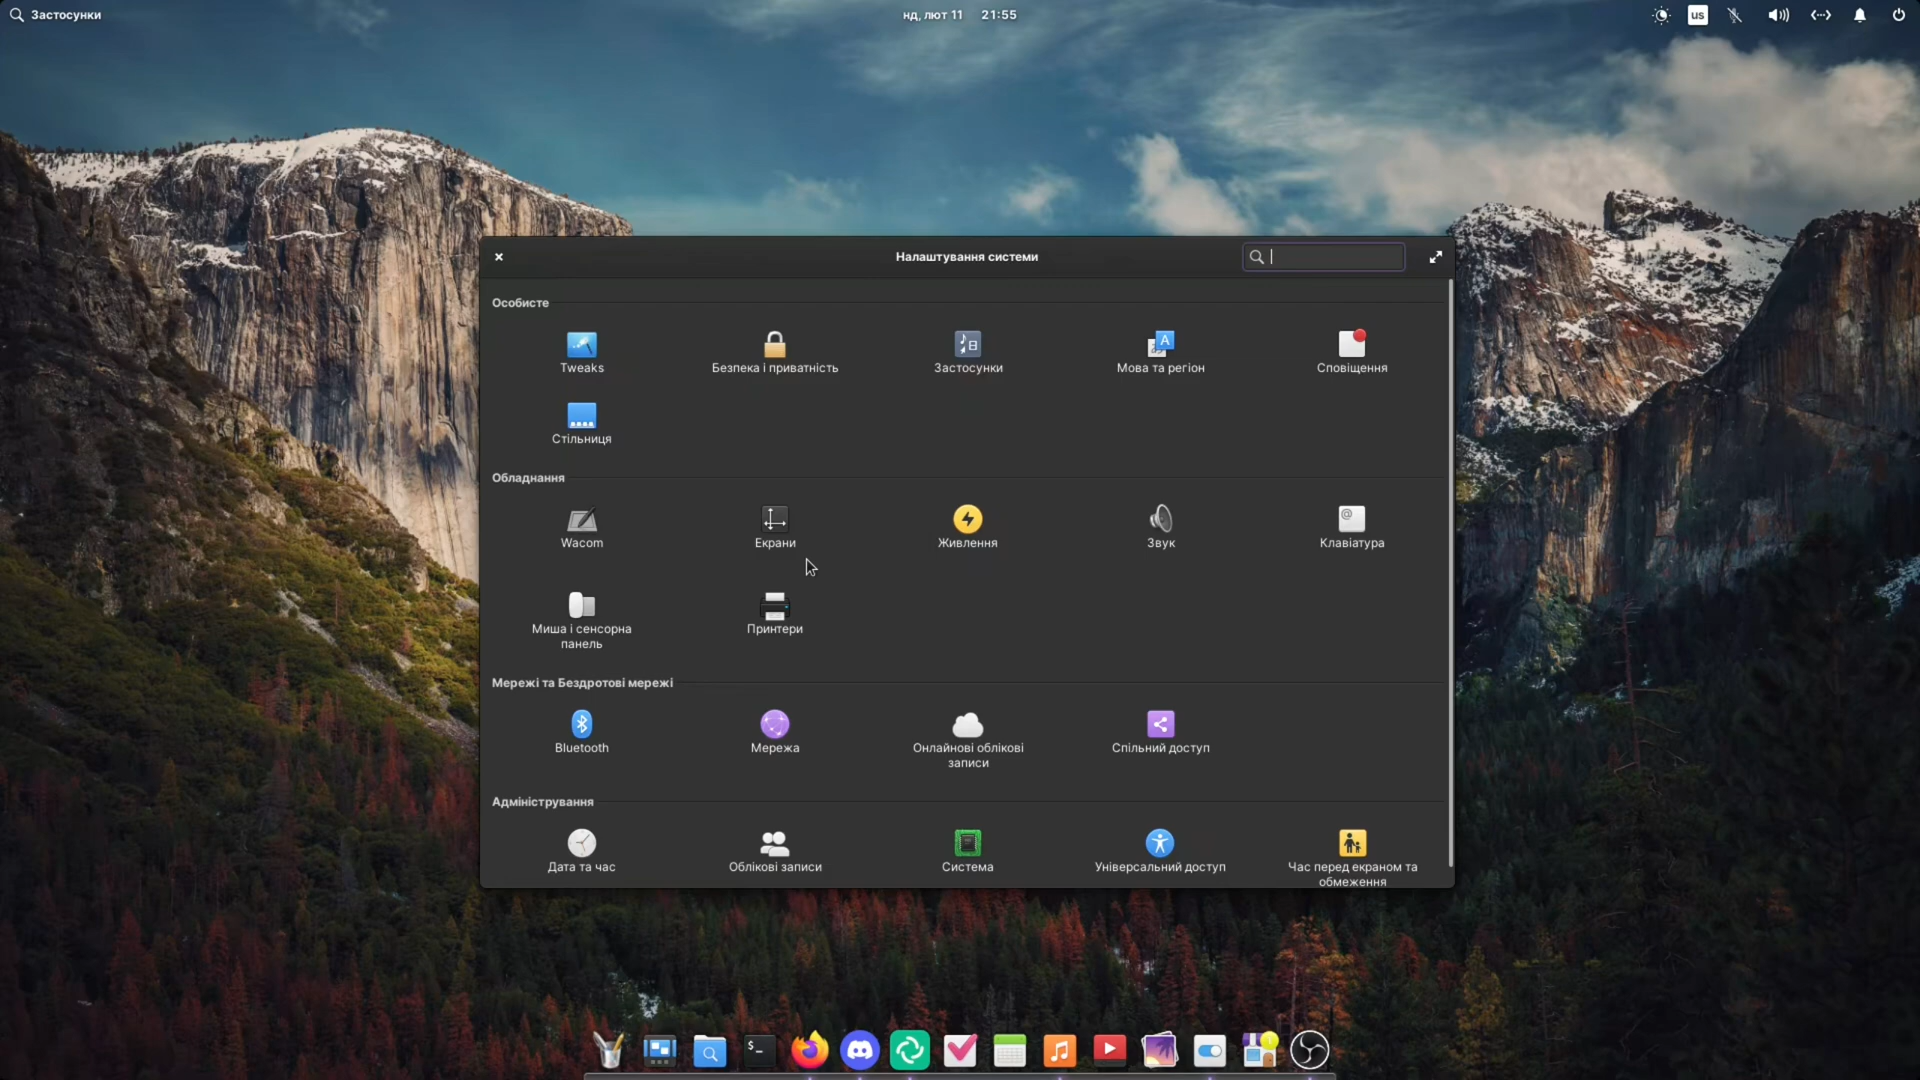 Застосунки
нд, лют 11 21:55
us
Налаштування системи
Особисте
Tweaks
Безпека і приватність
Застосунки
Мова та регіон
Сповіщення
Стільниця
Обладнання
Wacom
Екрани
Живлення
Звук
Клавіатура
Миша і сенсорна
панель
Принтери
Мережі та Бездротові мережі
Bluetooth
Мережа
Онлайнові облікові
записи
Спільний доступ
Адміністрування
Дата та час
Облікові записи
Система
Універсальний доступ
Час перед екраном та
обмеження